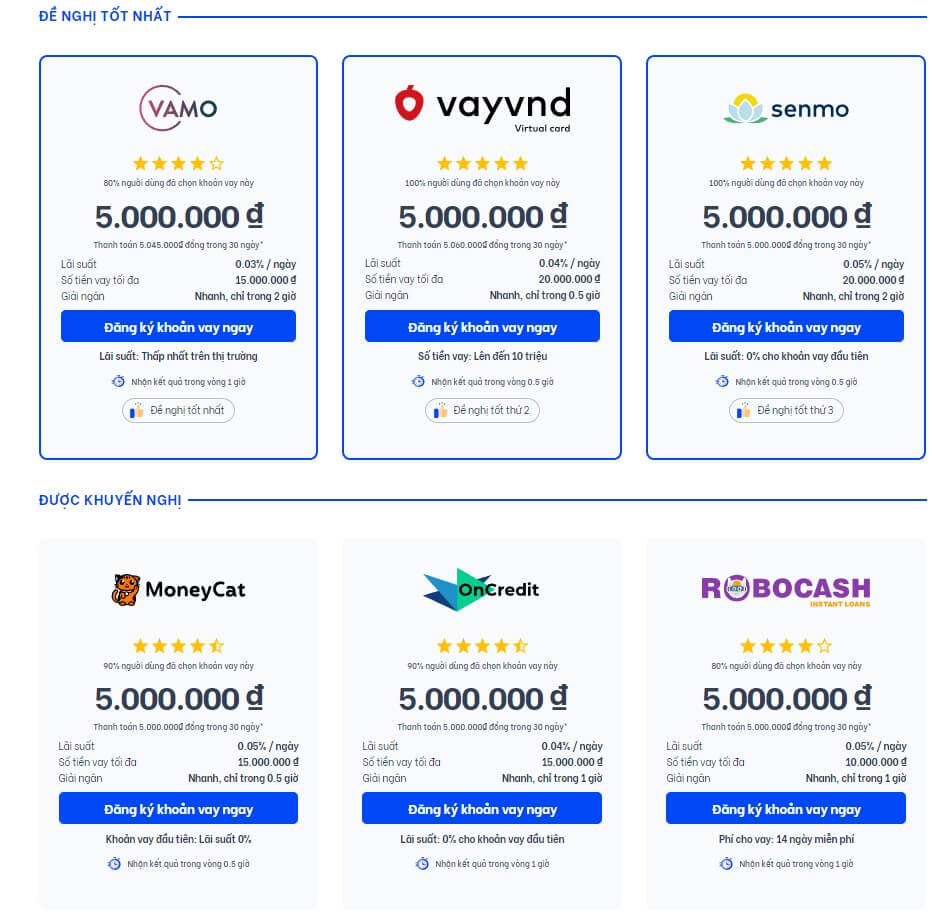 ĐỀ NGHỊ TỐT NHẤT
VAMO
80% người dùng đã chọn khoản vay này
5.000.000 ₫
Thanh toán 5.045.000₫ đồng trong 30 ngày*
Lãi suất 0.03% / ngày
Số tiền vay tối đa 15.000.000 ₫
Giải ngân Nhanh, chỉ trong 2 giờ
Đăng ký khoản vay ngay
Lãi suất: Thấp nhất trên thị trường
Nhận kết quả trong vòng 1 giờ
Đề nghị tốt nhất
vayvnd
Virtual card
100% người dùng đã chọn khoản vay này
5.000.000 ₫
Thanh toán 5.060.000₫ đồng trong 30 ngày*
Lãi suất 0.04% / ngày
Số tiền vay tối đa 20.000.000 ₫
Giải ngân Nhanh, chỉ trong 0.5 giờ
Đăng ký khoản vay ngay
Số tiền vay: Lên đến 10 triệu
Nhận kết quả trong vòng 0.5 giờ
Đề nghị tốt thứ 2
senmo
100% người dùng đã chọn khoản vay này
5.000.000 ₫
Thanh toán 5.000.000₫ đồng trong 30 ngày*
Lãi suất 0.05% / ngày
Số tiền vay tối đa 20.000.000 ₫
Giải ngân Nhanh, chỉ trong 2 giờ
Đăng ký khoản vay ngay
Lãi suất: 0% cho khoản vay đầu tiên
Nhận kết quả trong vòng 0.5 giờ
Đề nghị tốt thứ 3
ĐƯỢC KHUYẾN NGHỊ
MoneyCat
90% người dùng đã chọn khoản vay này
5.000.000 ₫
Thanh toán 5.000.000₫ đồng trong 30 ngày*
Lãi suất 0.05% / ngày
Số tiền vay tối đa 15.000.000 ₫
Giải ngân Nhanh, chỉ trong 0.5 giờ
Đăng ký khoản vay ngay
Khoản vay đầu tiên: Lãi suất 0%
Nhận kết quả trong vòng 0.5 giờ
OnCredit
90% người dùng đã chọn khoản vay này
5.000.000 ₫
Thanh toán 5.000.000₫ đồng trong 30 ngày*
Lãi suất 0.04% / ngày
Số tiền vay tối đa 15.000.000 ₫
Giải ngân Nhanh, chỉ trong 1 giờ
Đăng ký khoản vay ngay
Lãi suất: 0% cho khoản vay đầu tiên
Nhận kết quả trong vòng 1 giờ
ROBOCASH
INSTANT LOANS
80% người dùng đã chọn khoản vay này
5.000.000 ₫
Thanh toán 5.000.000₫ đồng trong 30 ngày*
Lãi suất 0.05% / ngày
Số tiền vay tối đa 10.000.000 ₫
Giải ngân Nhanh, chỉ trong 1 giờ
Đăng ký khoản vay ngay
Phí cho vay: 14 ngày miễn phí
Nhận kết quả trong vòng 1 giờ